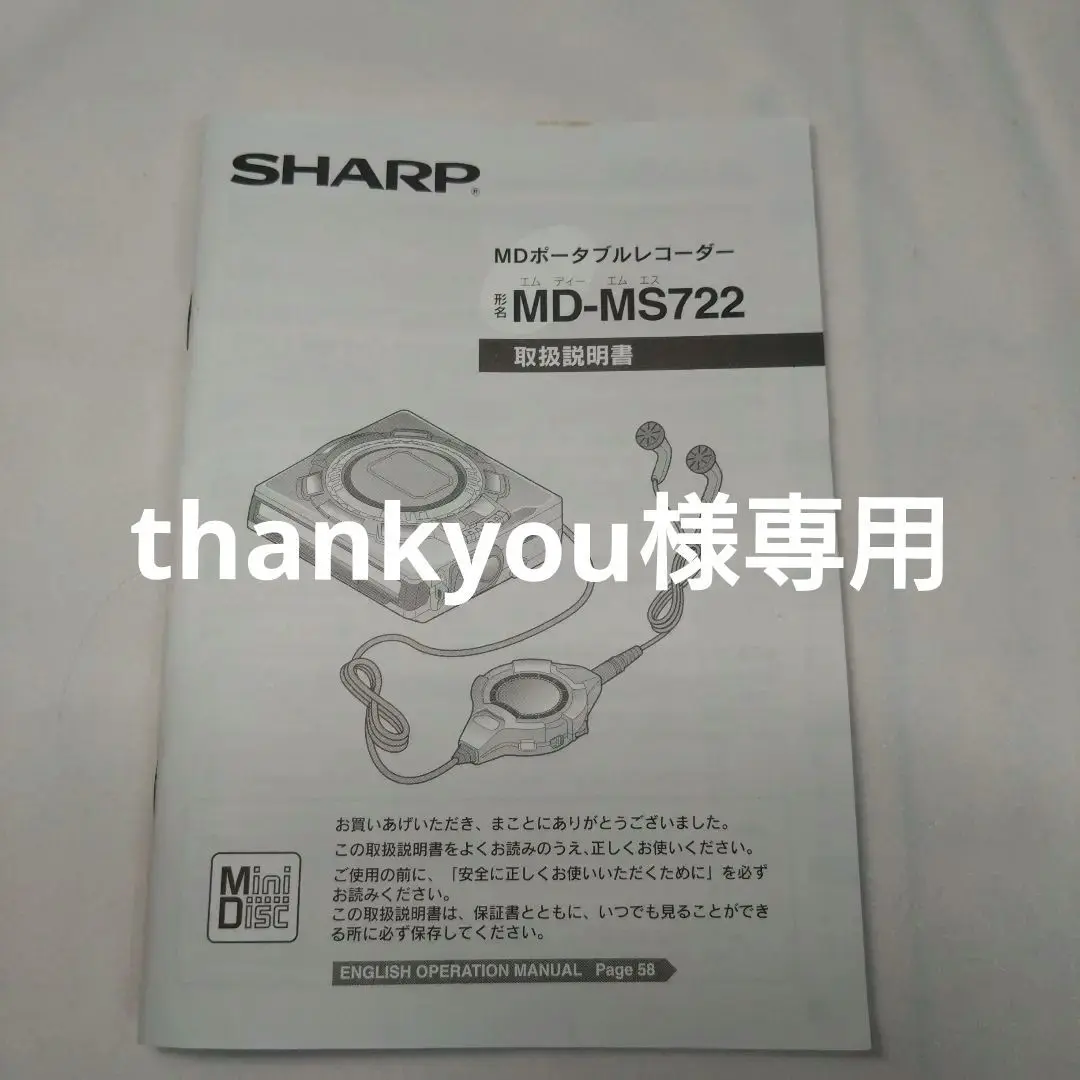 SHARP®
MDポータブルレコーダー
エム ディー エム エス
形名 MD-MS722
取扱説明書
thankyou様専用
お買いあげいただき、まことにありがとうございました。
この取扱説明書をよくお読みのうえ、正しくお使いください。
ご使用の前に、「安全に正しくお使いいただくために」を必ず
お読みください。
この取扱説明書は、保証書とともに、いつでも見ることができ
る所に必ず保存してください。
Mini
Disc
ENGLISH OPERATION MANUAL Page 58